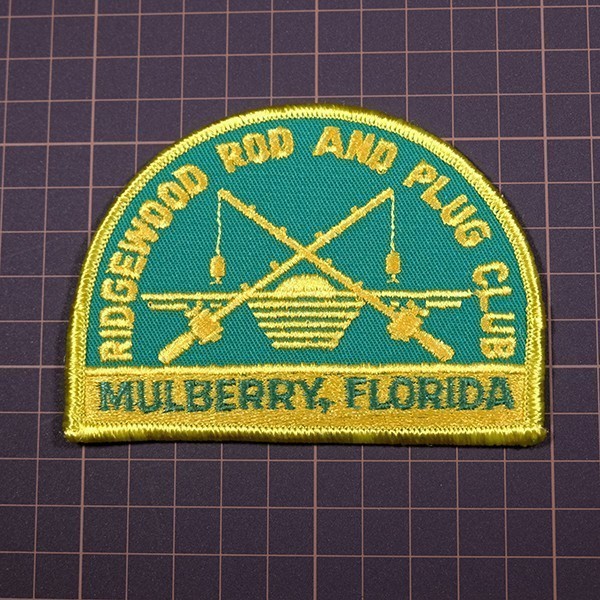 RIDGEWOOD ROD AND PLUG CLUB
MULBERRY, FLORIDA